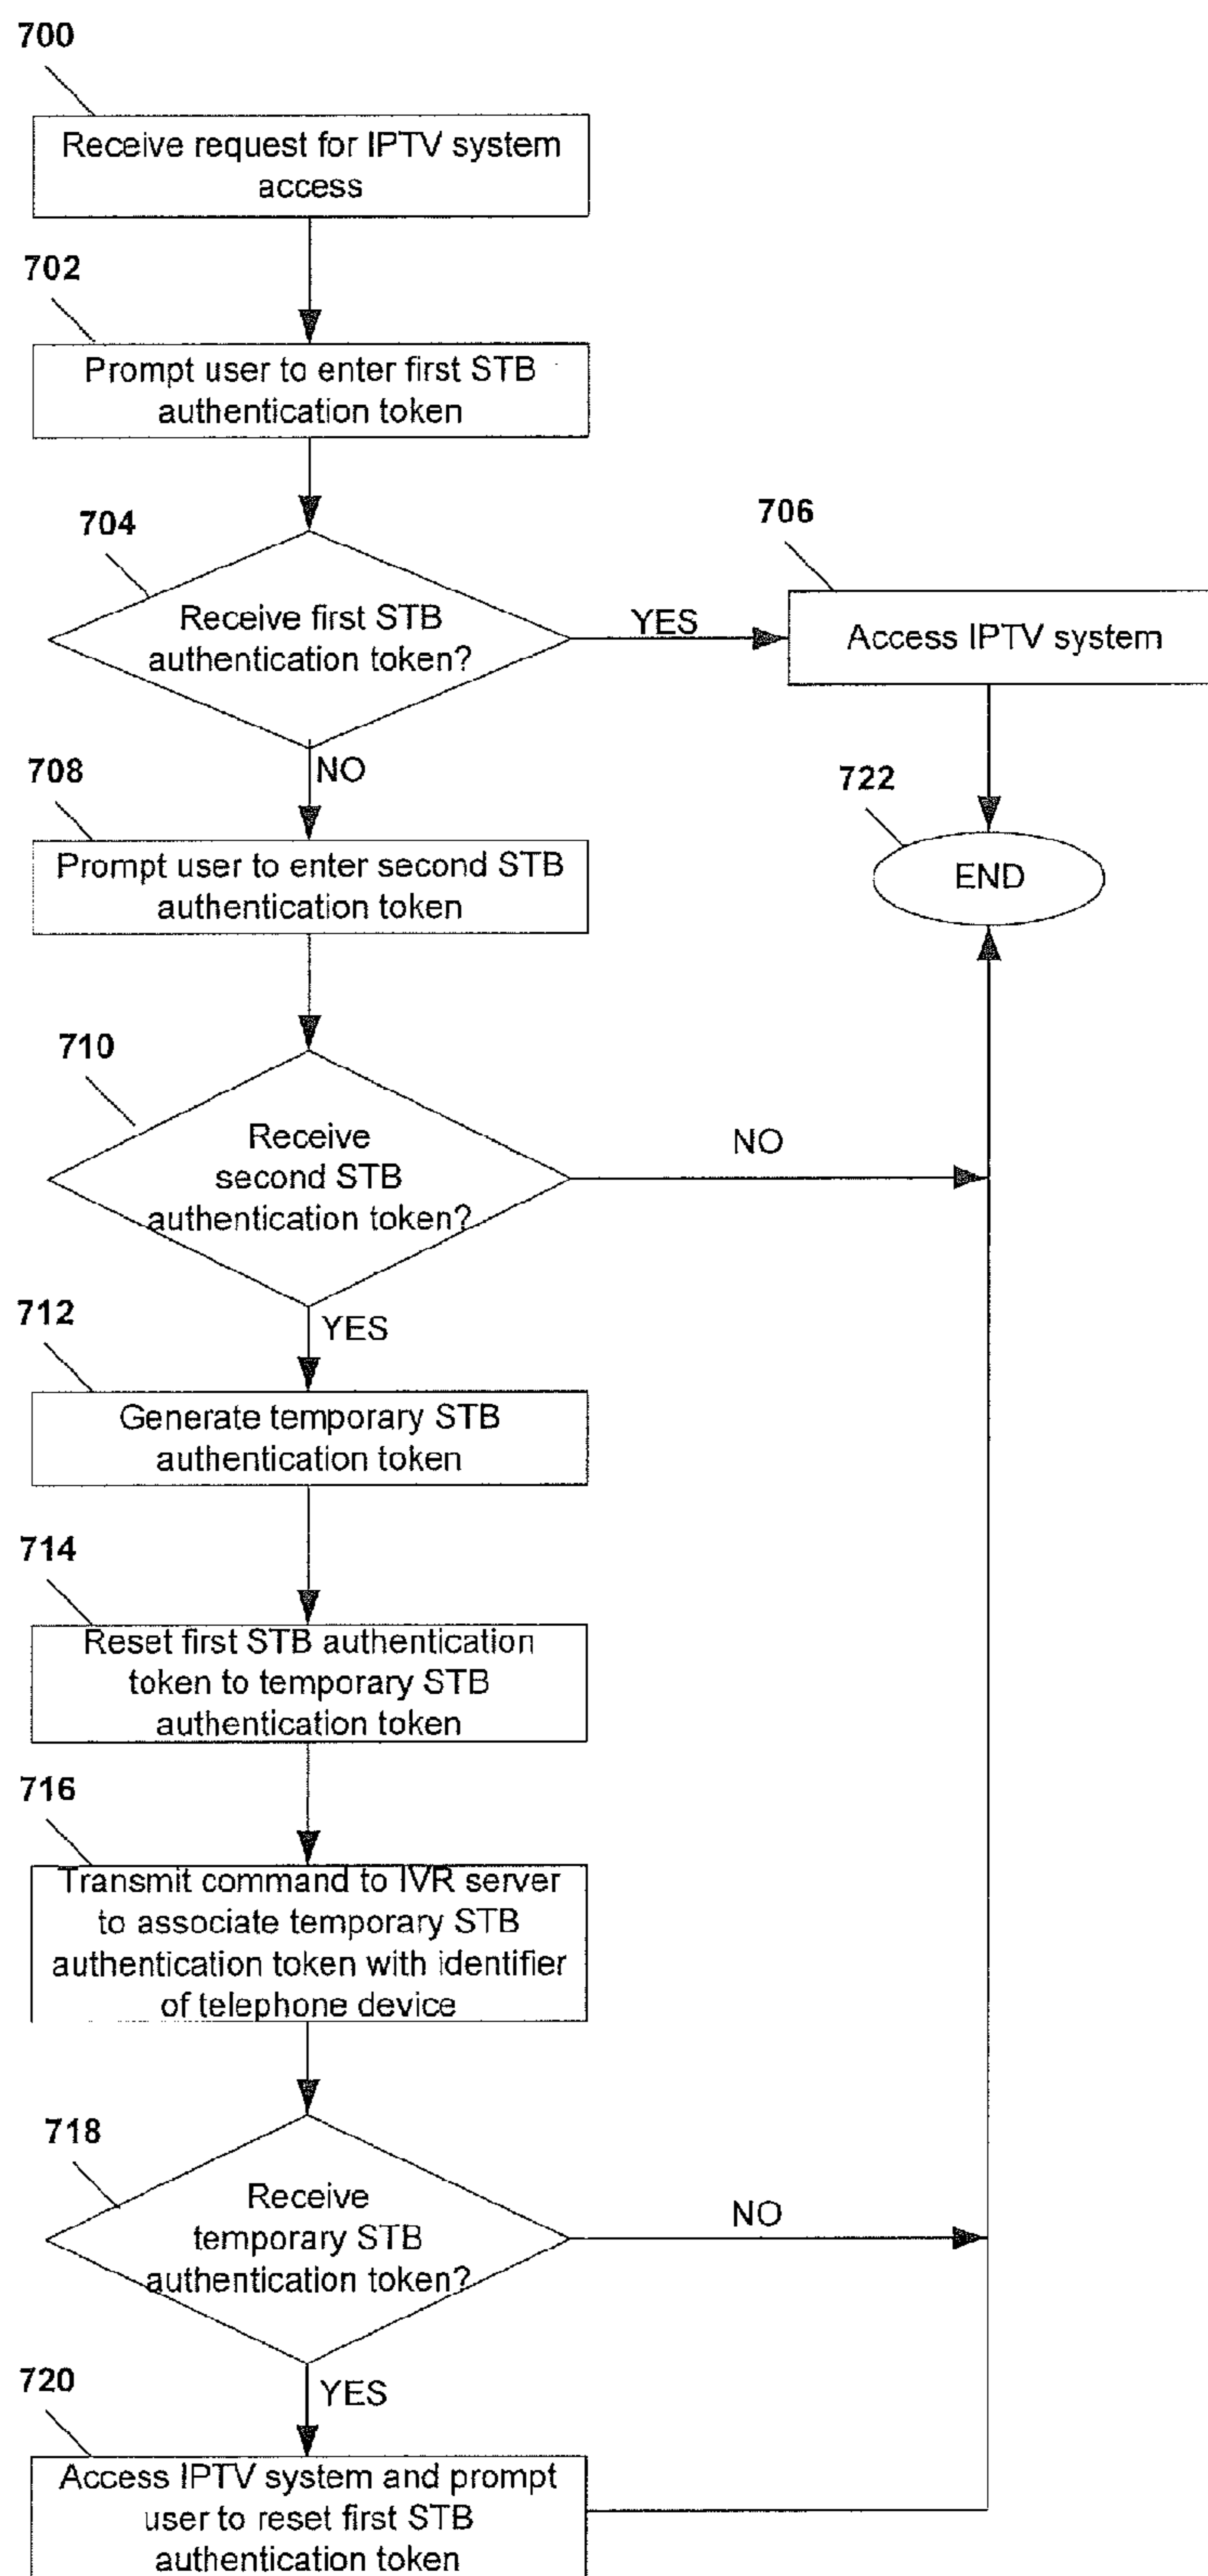 700
Receive request for IPTV system
access
702
Prompt user to enter first STB
authentication token
704
Receive first STB
authentication token?
YES
706
Access IPTV system
NO
708
Prompt user to enter second STB
authentication token
722
END
710
Receive
second STB
authentication token?
NO
YES
712
Generate temporary STB
authentication token
714
Reset first STB authentication
token to temporary STB
authentication token
716
Transmit command to IVR server
to associate temporary STB
authentication token with identifier
of telephone device
718
Receive
temporary STB
authentication token?
NO
YES
720
Access IPTV system and prompt
user to reset first STB
authentication token